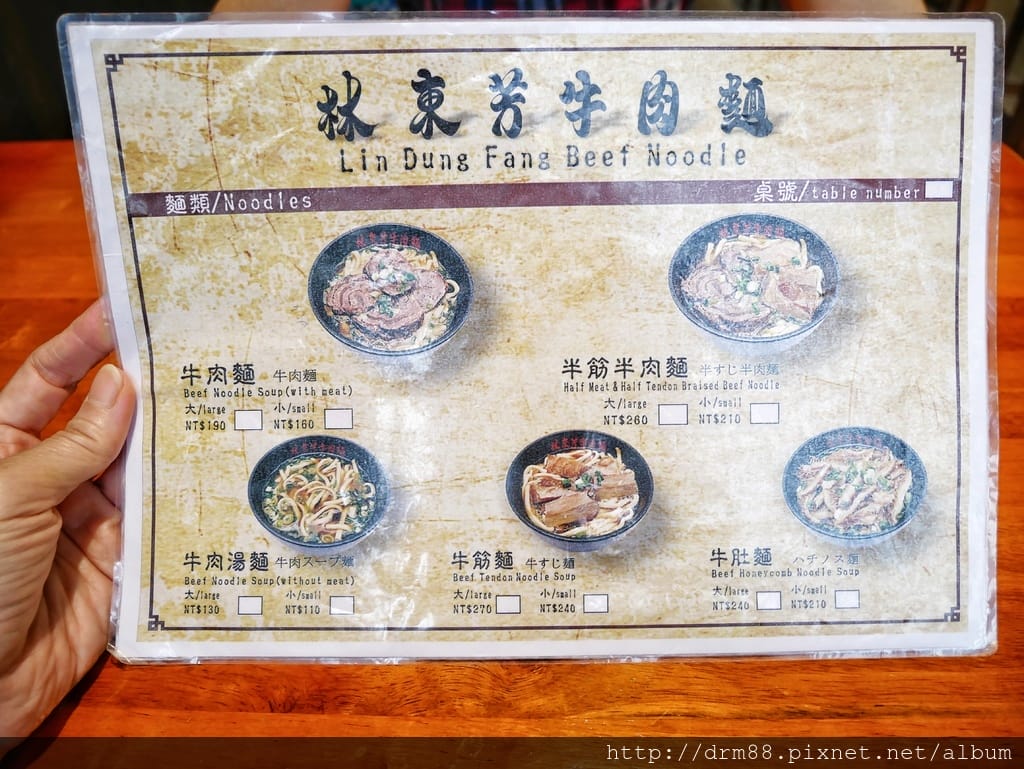 林東芳牛肉麵
Lin Dung Fang Beef Noodle
麵類/Noodles
桌號/table number
牛肉麵 牛肉麵
Beef Noodle Soup(with meat)
大/large 小/small
NT$190 NT$160
半筋半肉麵 半すじ半肉麺
Half Meat & Half Tendon Braised Beef Noodle
大/large 小/small
NT$260 NT$210
牛肉湯麵 牛肉スープ麺
Beef Noodle Soup(without meat)
大/large 小/small
NT$130 NT$110
牛筋麵 牛すじ麺
Beef Tendon Noodle Soup
大/large 小/small
NT$270 NT$240
牛肚麵 ハチノス麺
Beef Honeycomb Noodle Soup
大/large 小/small
NT$240 NT$210
http://drm88.pixnet.net/album